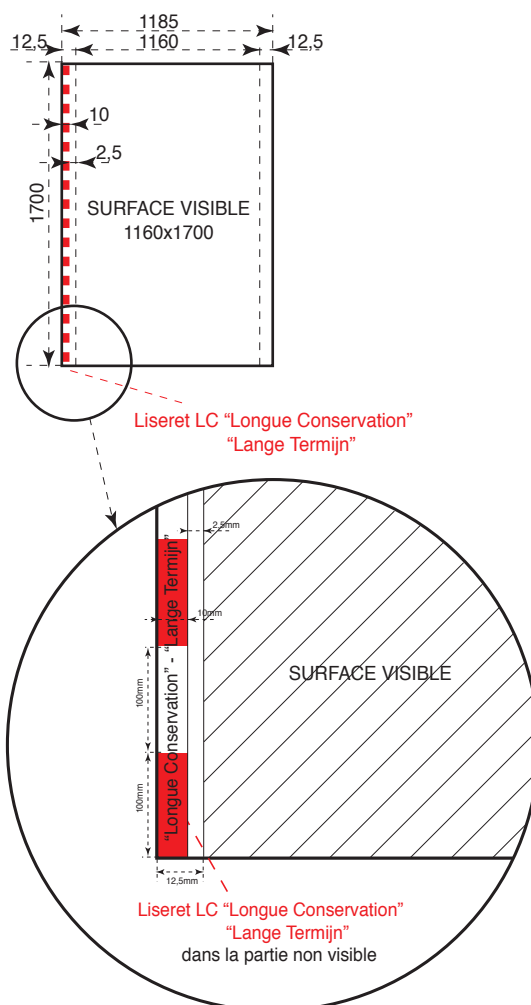 1185
12,5
1160
12,5
10
2,5
1700
SURFACE VISIBLE
1160x1700
Liseret LC “Longue Conservation”
“Lange Termijn”
2,5mm
10mm
“Longue Conservation” - “Lange Termijn”
SURFACE VISIBLE
100mm
100mm
12,5mm
Liseret LC “Longue Conservation”
“Lange Termijn”
dans la partie non visible